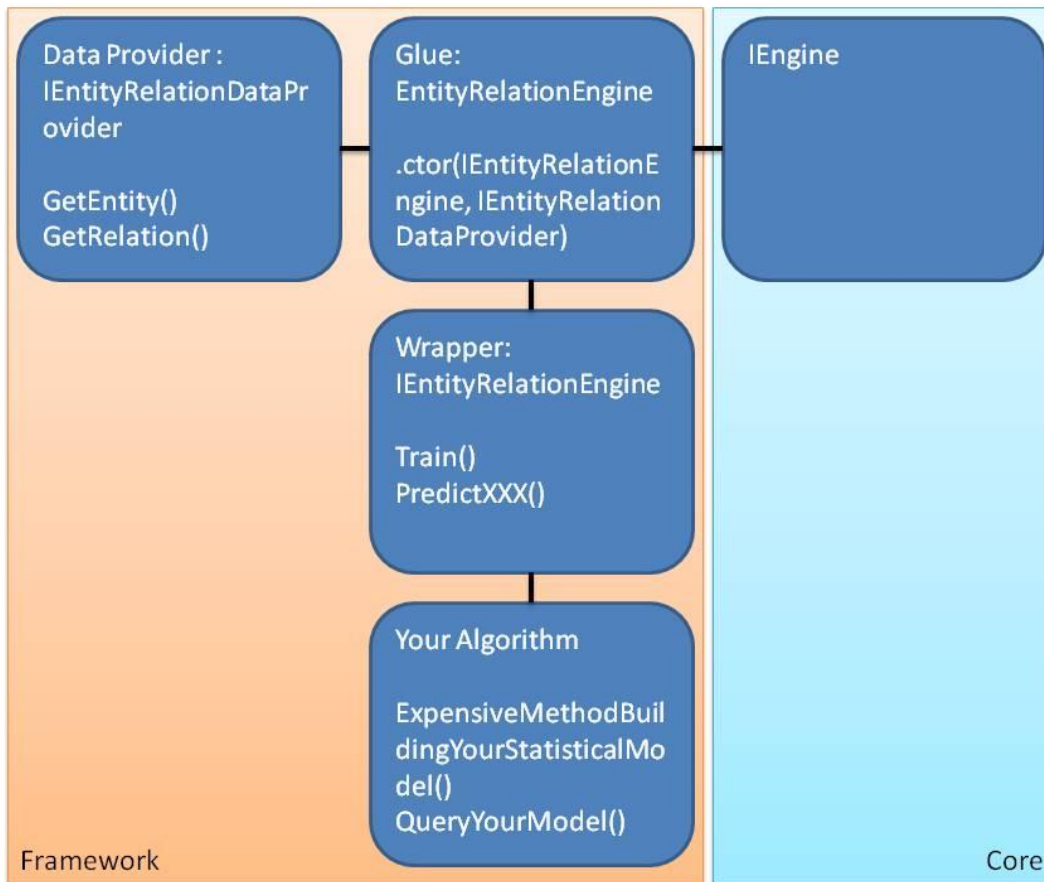 Data Provider :
IEntityRelationDataPr
ovider
GetEntity()
GetRelation()
Glue:
EntityRelationEngine
.ctor(IEntityRelationE
ngine, IEntityRelation
DataProvider)
IEngine
Wrapper:
IEntityRelationEngine
Train()
PredictXXX()
Your Algorithm
ExpensiveMethodBuil
dingYourStatisticalMo
del()
QueryYourModel()
Framework
Core